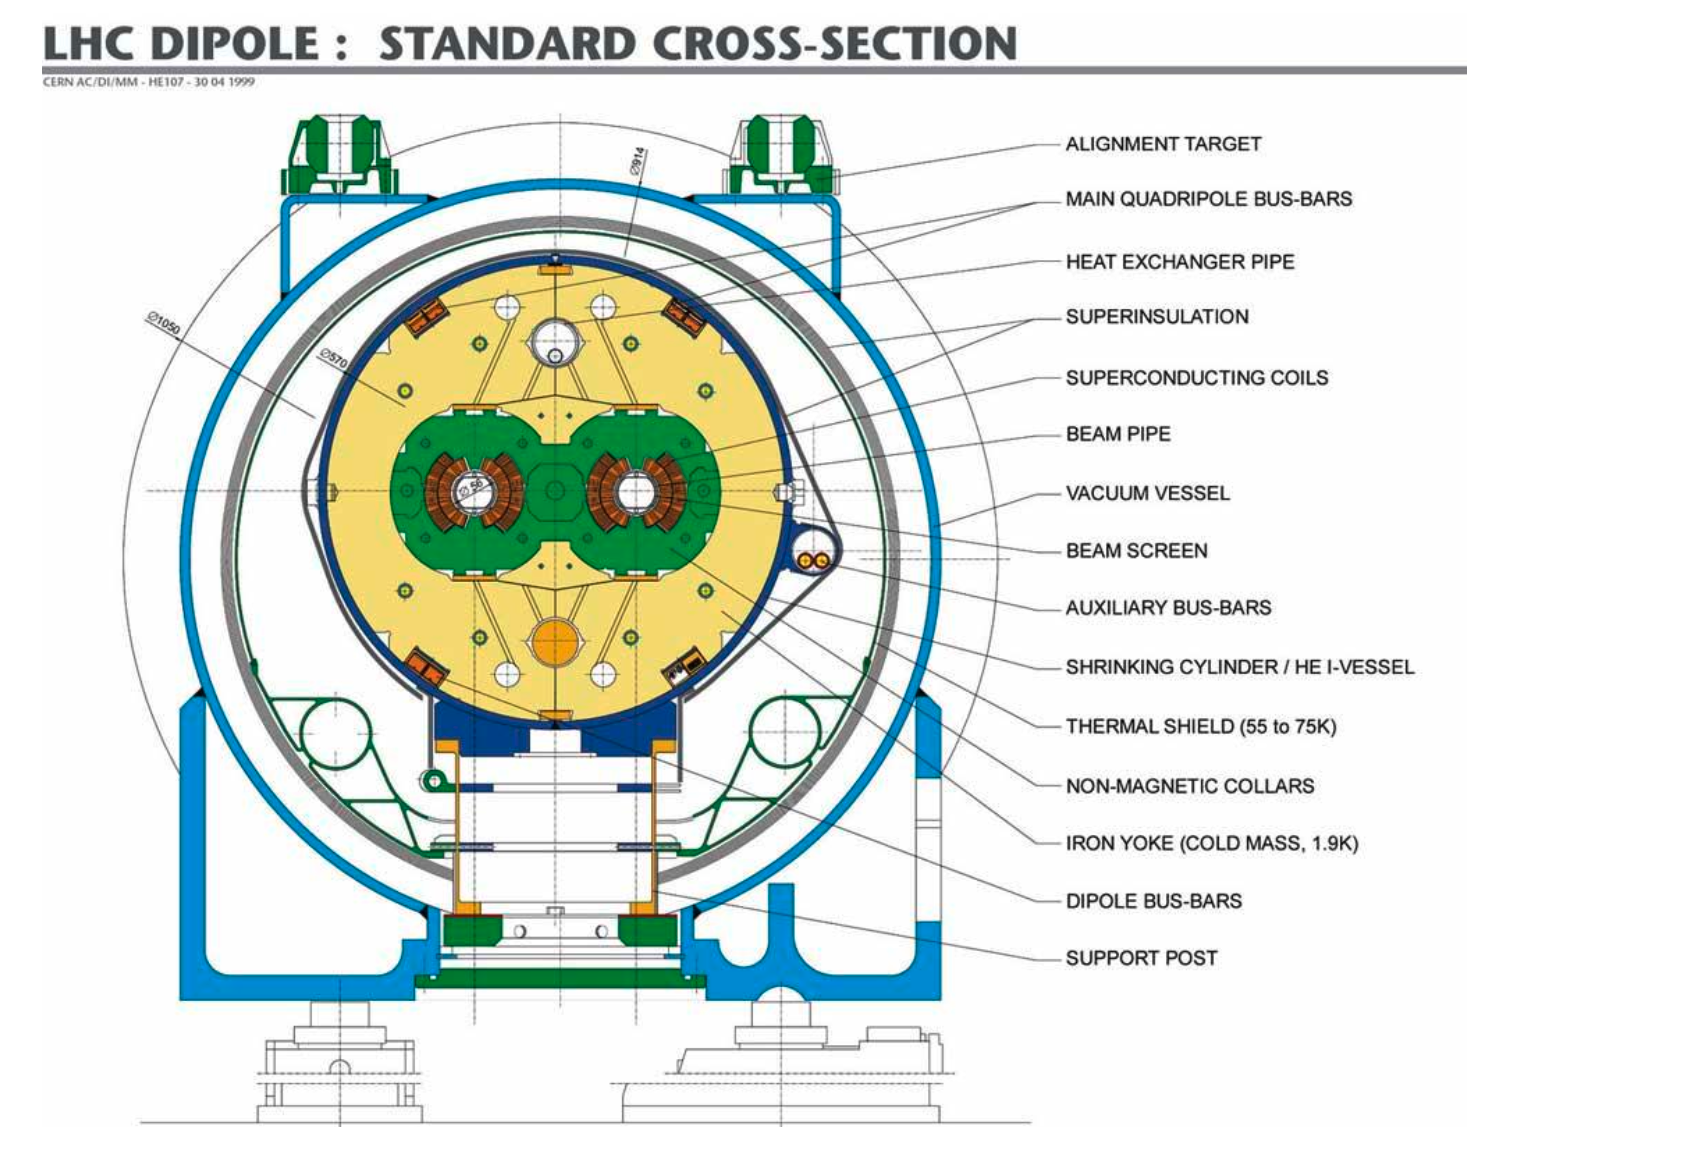 LHC DIPOLE : STANDARD CROSS-SECTION
CERN AC/DI/MM - HE107 - 30 04 1999
ALIGNMENT TARGET
MAIN QUADRIPOLE BUS-BARS
HEAT EXCHANGER PIPE
SUPERINSULATION
SUPERCONDUCTING COILS
BEAM PIPE
VACUUM VESSEL
BEAM SCREEN
AUXILIARY BUS-BARS
SHRINKING CYLINDER / HE I-VESSEL
THERMAL SHIELD (55 to 75K)
NON-MAGNETIC COLLARS
IRON YOKE (COLD MASS, 1.9K)
DIPOLE BUS-BARS
SUPPORT POST
Ø914
Ø1050
Ø570
Ø 56